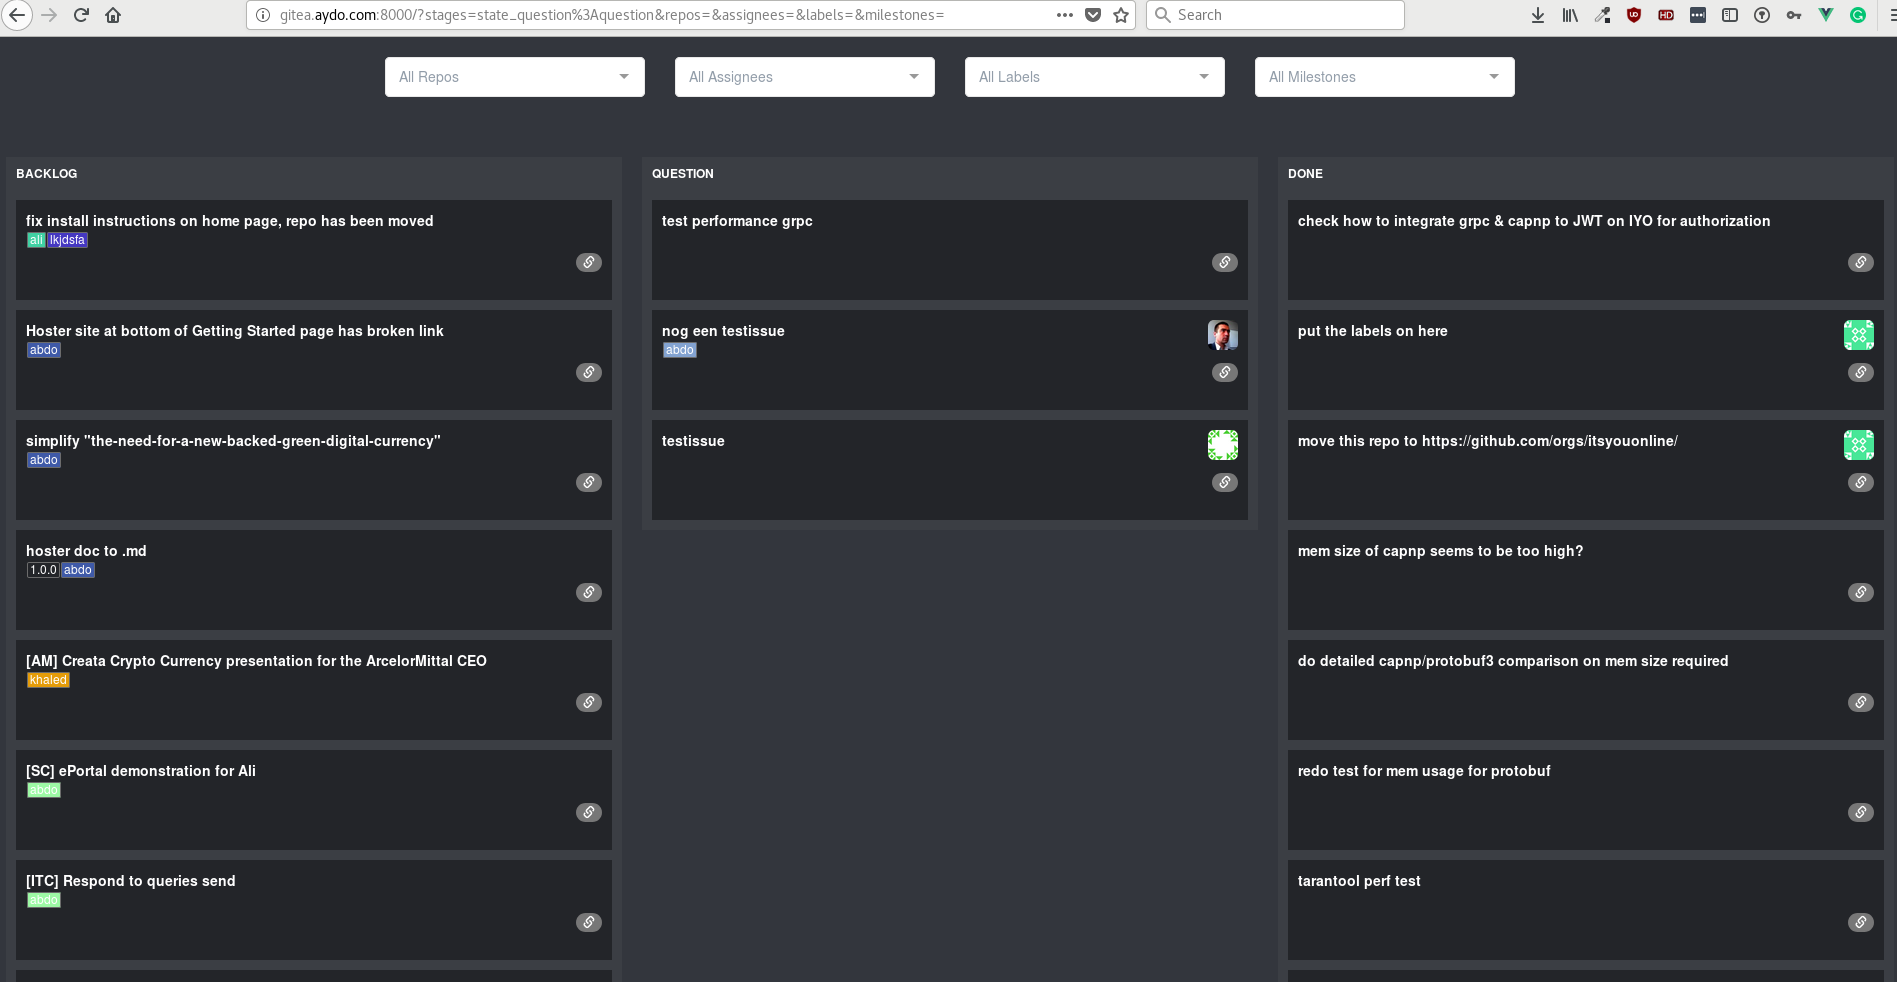 gitea.aydo.com:8000/?stages=state_question%3Aquestion&repos=&assignees=&labels=&milestones=
Search
All Repos
All Assignees
All Labels
All Milestones
BACKLOG
fix install instructions on home page, repo has been moved
all lkjdsfa
Hoster site at bottom of Getting Started page has broken link
abdo
simplify "the-need-for-a-new-backed-green-digital-currency"
abdo
hoster doc to .md
1.0.0 abdo
[AM] Creata Crypto Currency presentation for the ArcelorMittal CEO
khaled
[SC] ePortal demonstration for Ali
abdo
[ITC] Respond to queries send
abdo
QUESTION
test performance grpc
nog een testissue
abdo
testissue
DONE
check how to integrate grpc & capnp to JWT on IYO for authorization
put the labels on here
move this repo to https://github.com/orgs/itsyouonline/
mem size of capnp seems to be too high?
do detailed capnp/protobuf3 comparison on mem size required
redo test for mem usage for protobuf
tarantool perf test